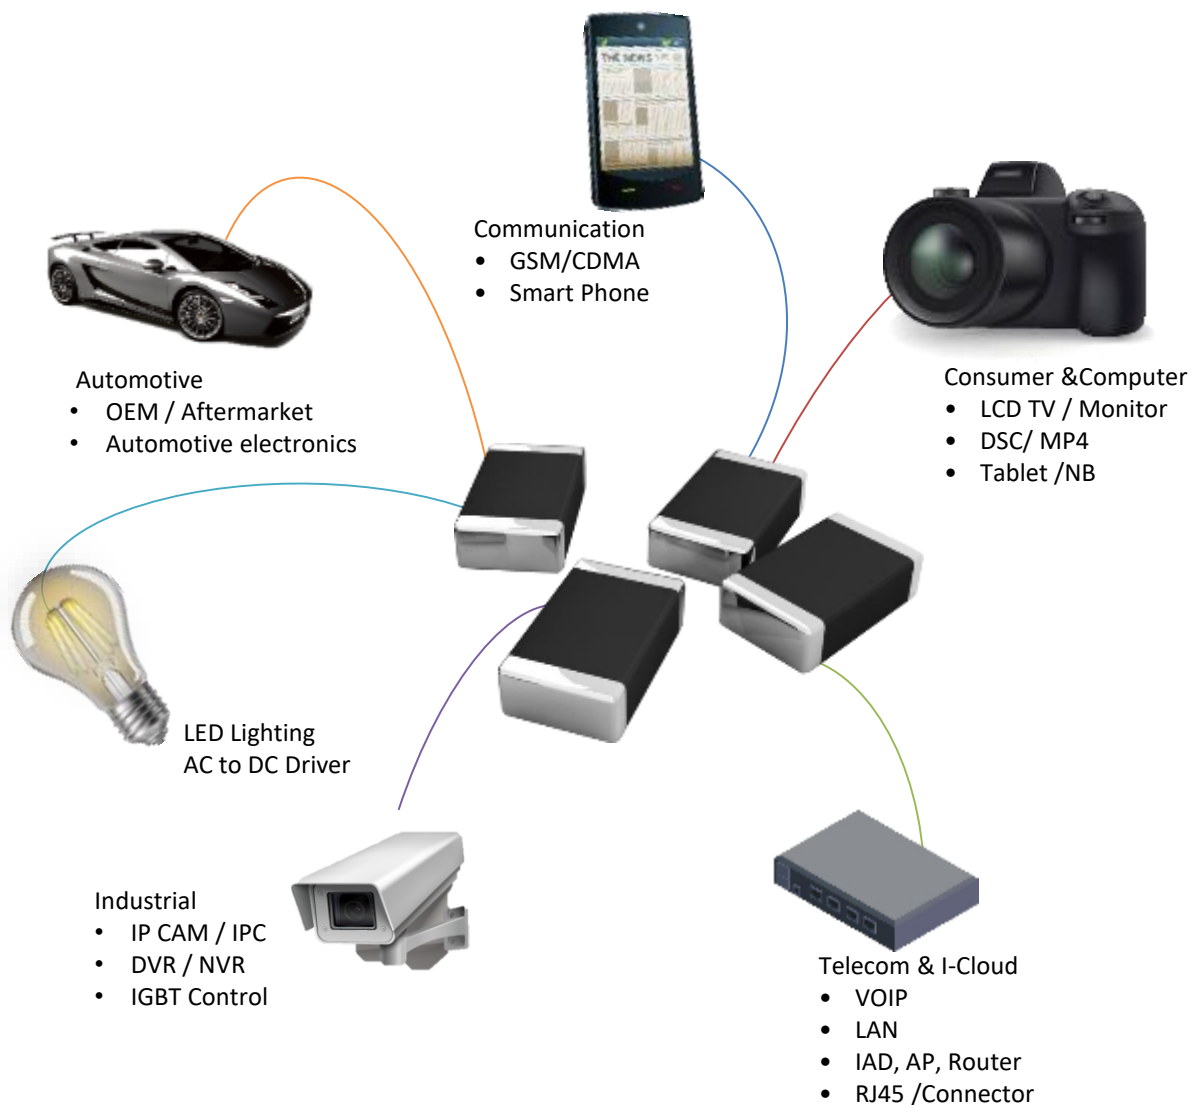 THE NEWS
Communication
• GSM/CDMA
• Smart Phone
Automotive
• OEM / Aftermarket
• Automotive electronics
Consumer &Computer
• LCD TV / Monitor
• DSC/ MP4
• Tablet /NB
LED Lighting
AC to DC Driver
Industrial
• IP CAM / IPC
• DVR / NVR
• IGBT Control
Telecom & I-Cloud
• VOIP
• LAN
• IAD, AP, Router
• RJ45 /Connector